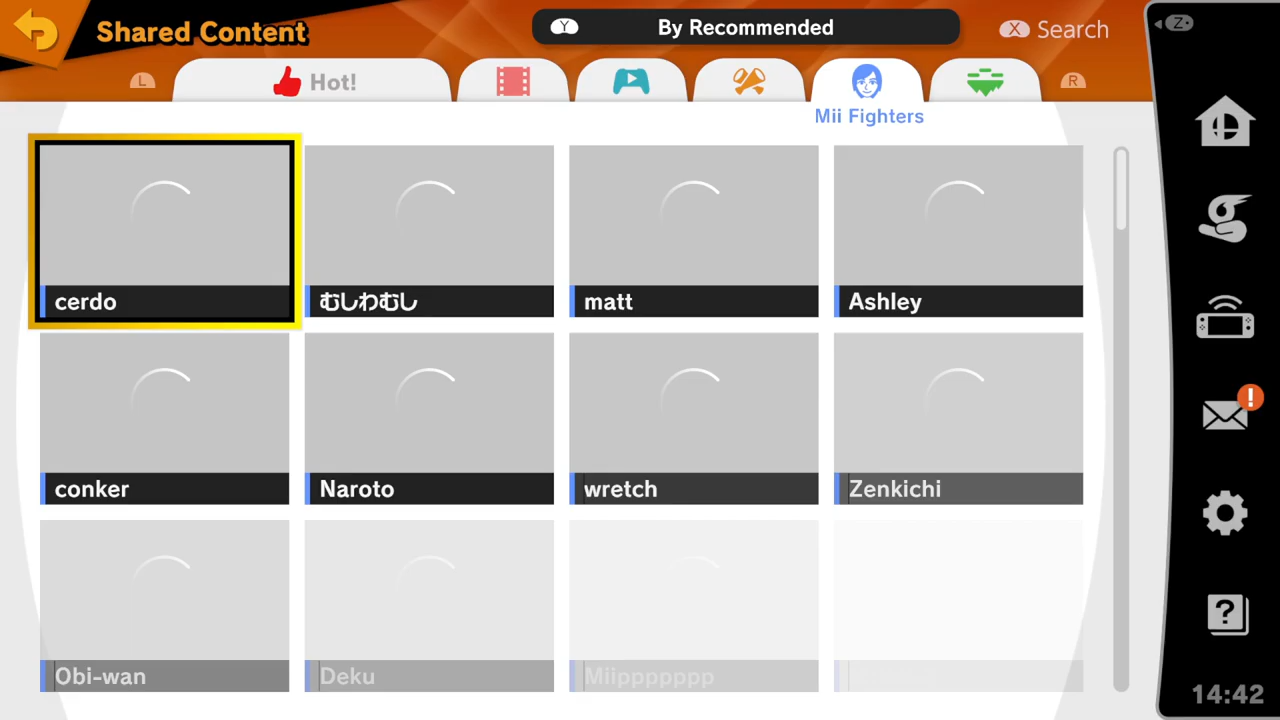 Shared Content
Y
By Recommended
X Search
Z
L
Hot!
R
Mii Fighters
cerdo
むしわむし
matt
Ashley
conker
Naroto
wretch
Zenkichi
Obi-wan
Deku
Miippppppp
!
?
14:42